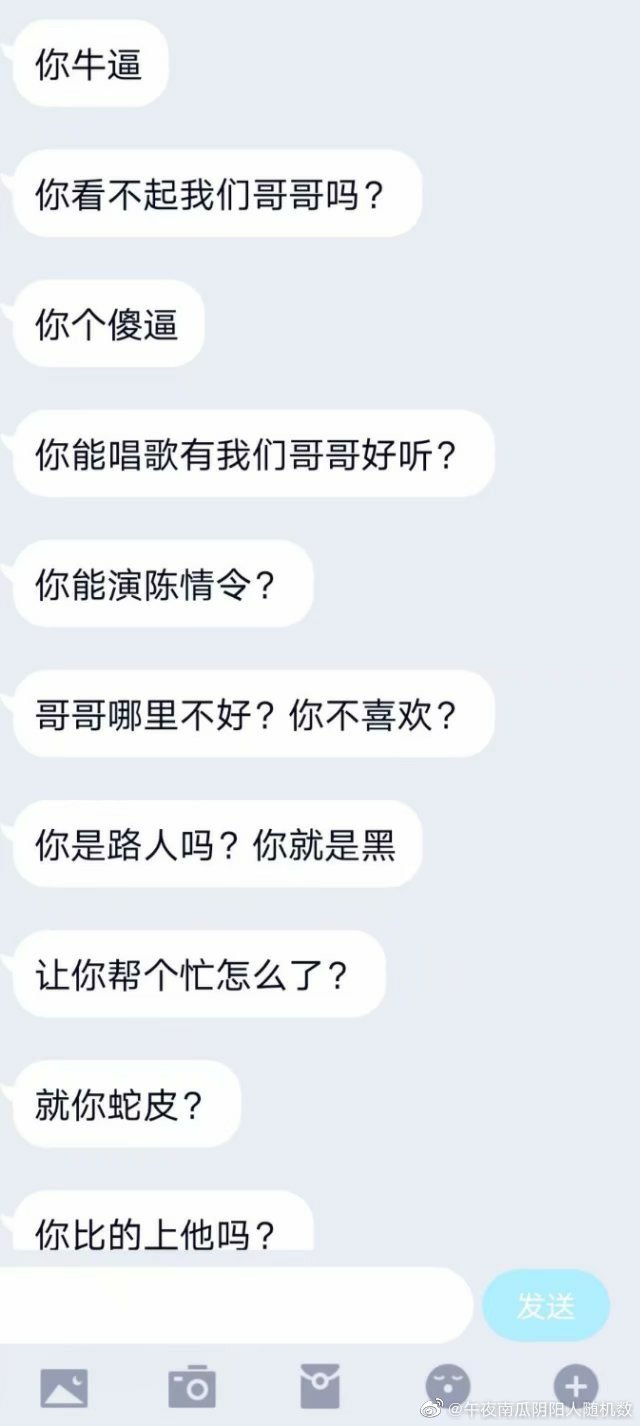 你牛逼
你看不起我们哥哥吗？
你个傻逼
你能唱歌有我们哥哥好听？
你能演陈情令？
哥哥哪里不好？你不喜欢？
你是路人吗？你就是黑
让你帮个忙怎么了？
就你蛇皮？
你比的上他吗？
发送
@午夜南瓜阴阳人随机数